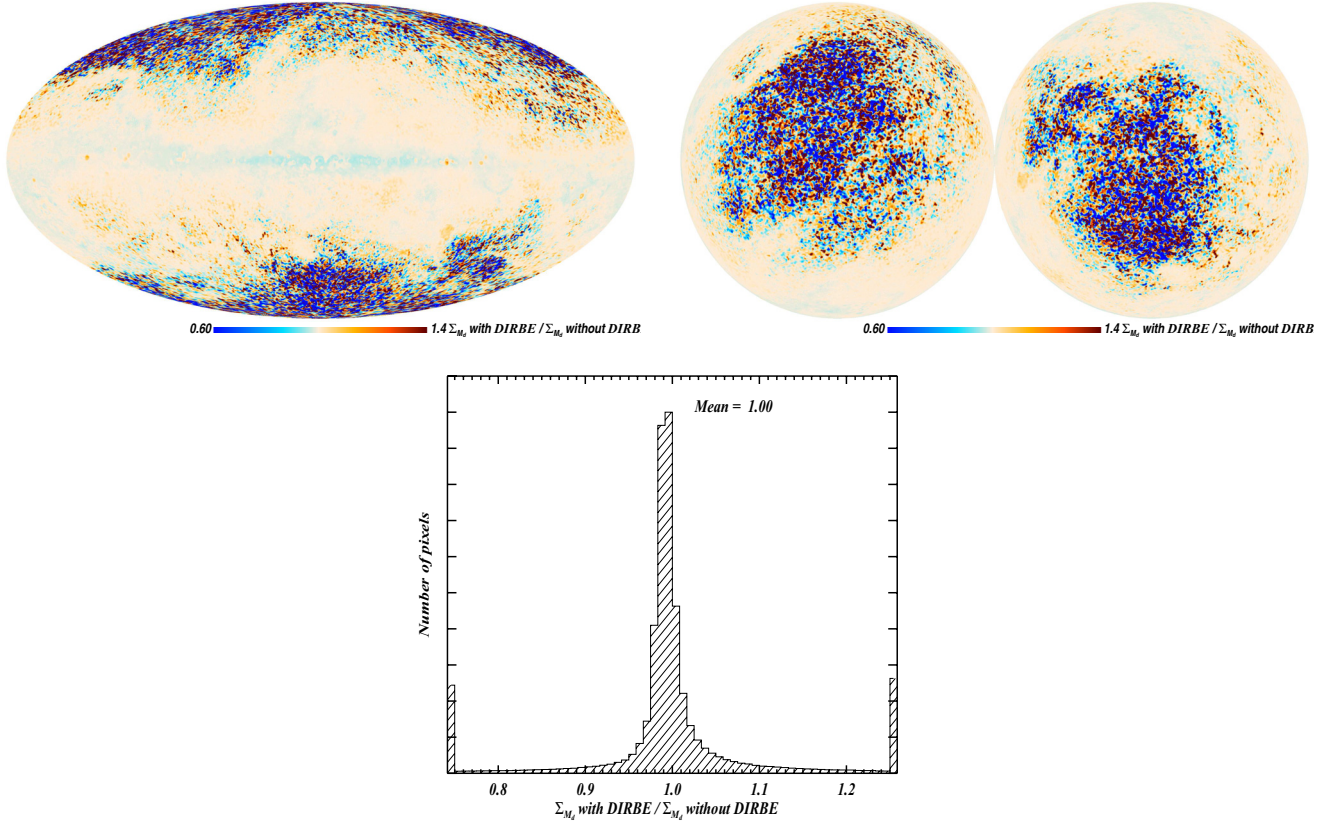 0.60 1.4 Σ_{M_d} with DIRBE / Σ_{M_d} without DIRB
0.60 1.4 Σ_{M_d} with DIRBE / Σ_{M_d} without DIRB
Mean = 1.00
Number of pixels
0.8 0.9 1.0 1.1 1.2
Σ_{M_d} with DIRBE / Σ_{M_d} without DIRBE